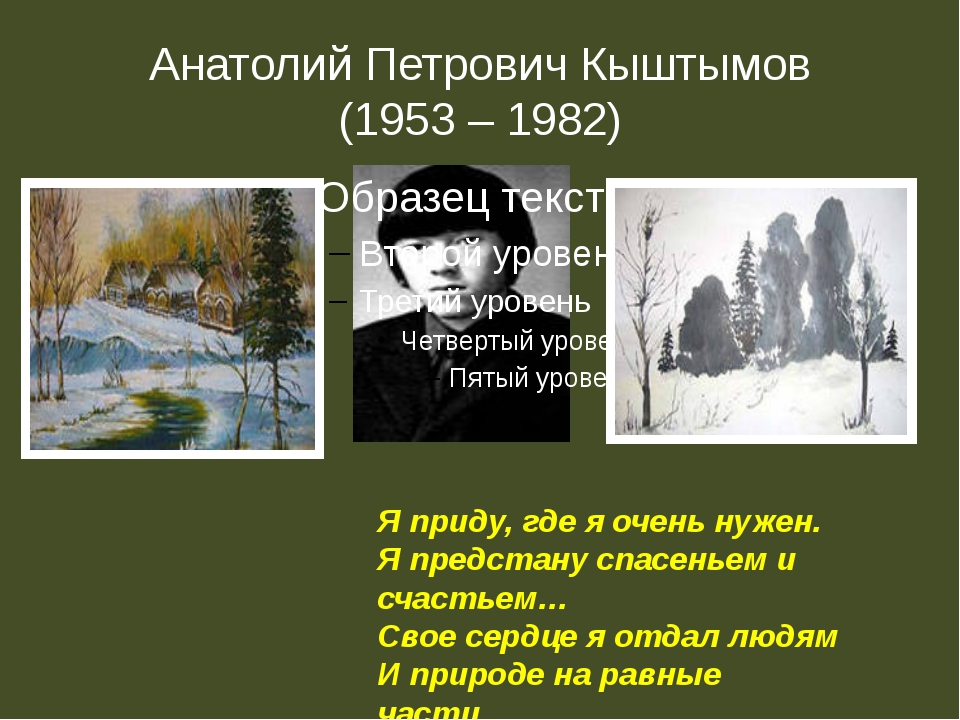 Анатолий Петрович Кыштымов
(1953 – 1982)
Образец текст
– Второй уровен
– Третий уровень
Четвертый урове
- Пятый урове
Я приду, где я очень нужен.
Я предстану спасеньем и
счастьем…
Свое сердце я отдал людям
И природе на равные
части